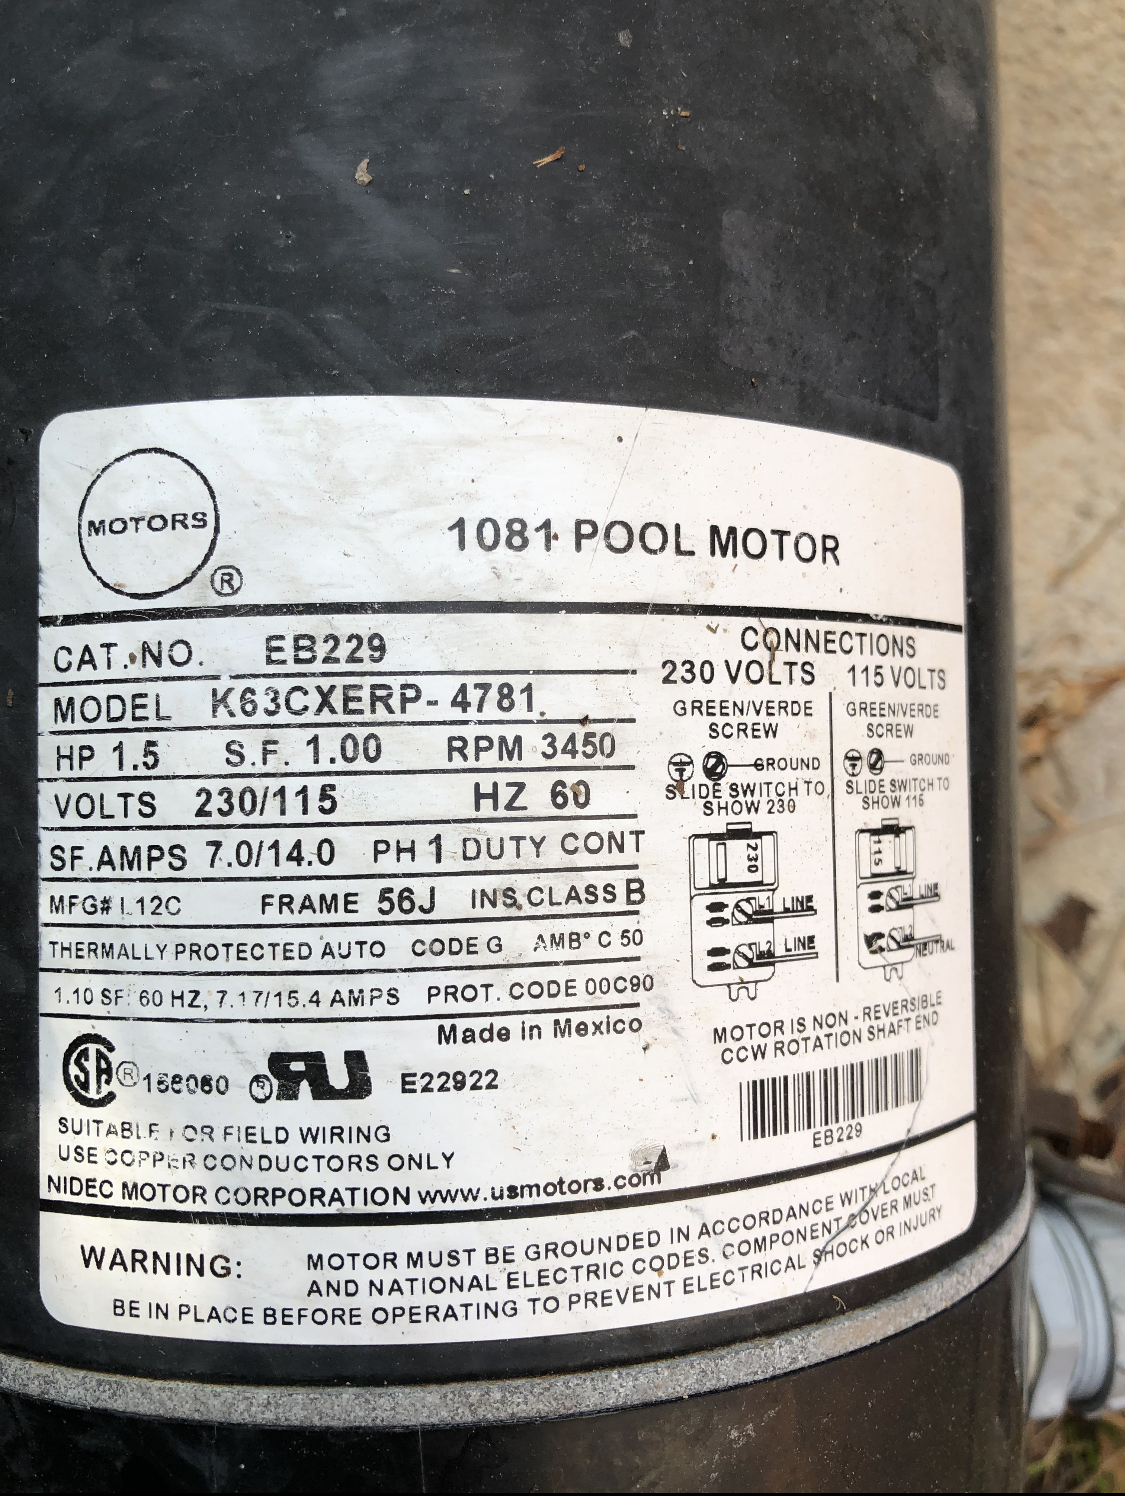 MOTORS
®
1081 POOL MOTOR
CAT. NO. EB229
MODEL K63CXERP-4781
HP 1.5 S.F. 1.00 RPM 3450
VOLTS 230/115 HZ 60
SF.AMPS 7.0/14.0 PH 1 DUTY CONT
MFG# L12C FRAME 56J INS.CLASS B
THERMALLY PROTECTED AUTO CODE G AMB° C 50
1.10 SF: 60 HZ, 7.17/15.4 AMPS PROT. CODE 00C90
Made in Mexico
SA ® 158080 ® RU E22922
SUITABLE FOR FIELD WIRING
USE COPPER CONDUCTORS ONLY
NIDEC MOTOR CORPORATION www.usmotors.com
CONNECTIONS
230 VOLTS
GREEN/VERDE
SCREW
GROUND
SLIDE SWITCH TO
SHOW 230
230
L1 LINE
L2 LINE
115 VOLTS
GREEN/VERDE
SCREW
GROUND
SLIDE SWITCH TO
SHOW 115
115
L1 LINE
L2
NEUTRAL
MOTOR IS NON - REVERSIBLE
CCW ROTATION SHAFT END
EB229
WARNING: MOTOR MUST BE GROUNDED IN ACCORDANCE WITH LOCAL
AND NATIONAL ELECTRIC CODES. COMPONENT COVER MUST
BE IN PLACE BEFORE OPERATING TO PREVENT ELECTRICAL SHOCK OR INJURY